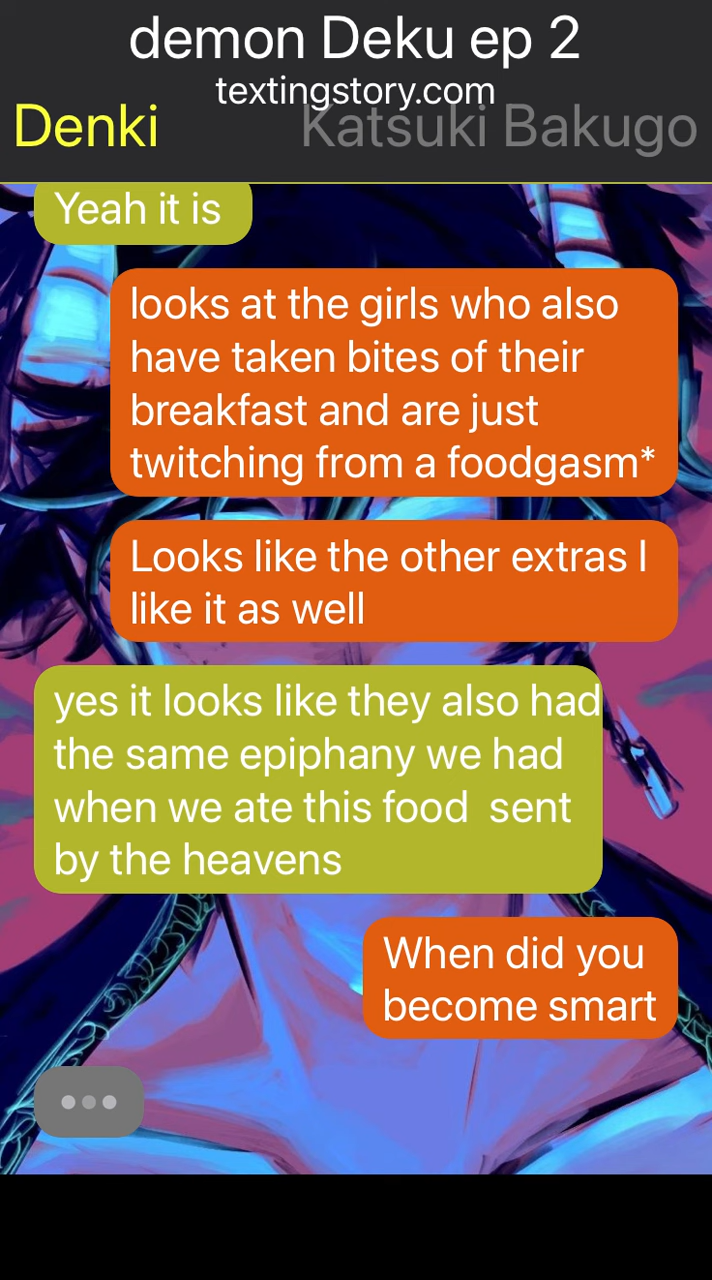 demon Deku ep 2
textingstory.com
Denki
Katsuki Bakugo
Yeah it is
looks at the girls who also
have taken bites of their
breakfast and are just
twitching from a foodgasm*
Looks like the other extras l
like it as well
yes it looks like they also had
the same epiphany we had
when we ate this food  sent
by the heavens
When did you
become smart